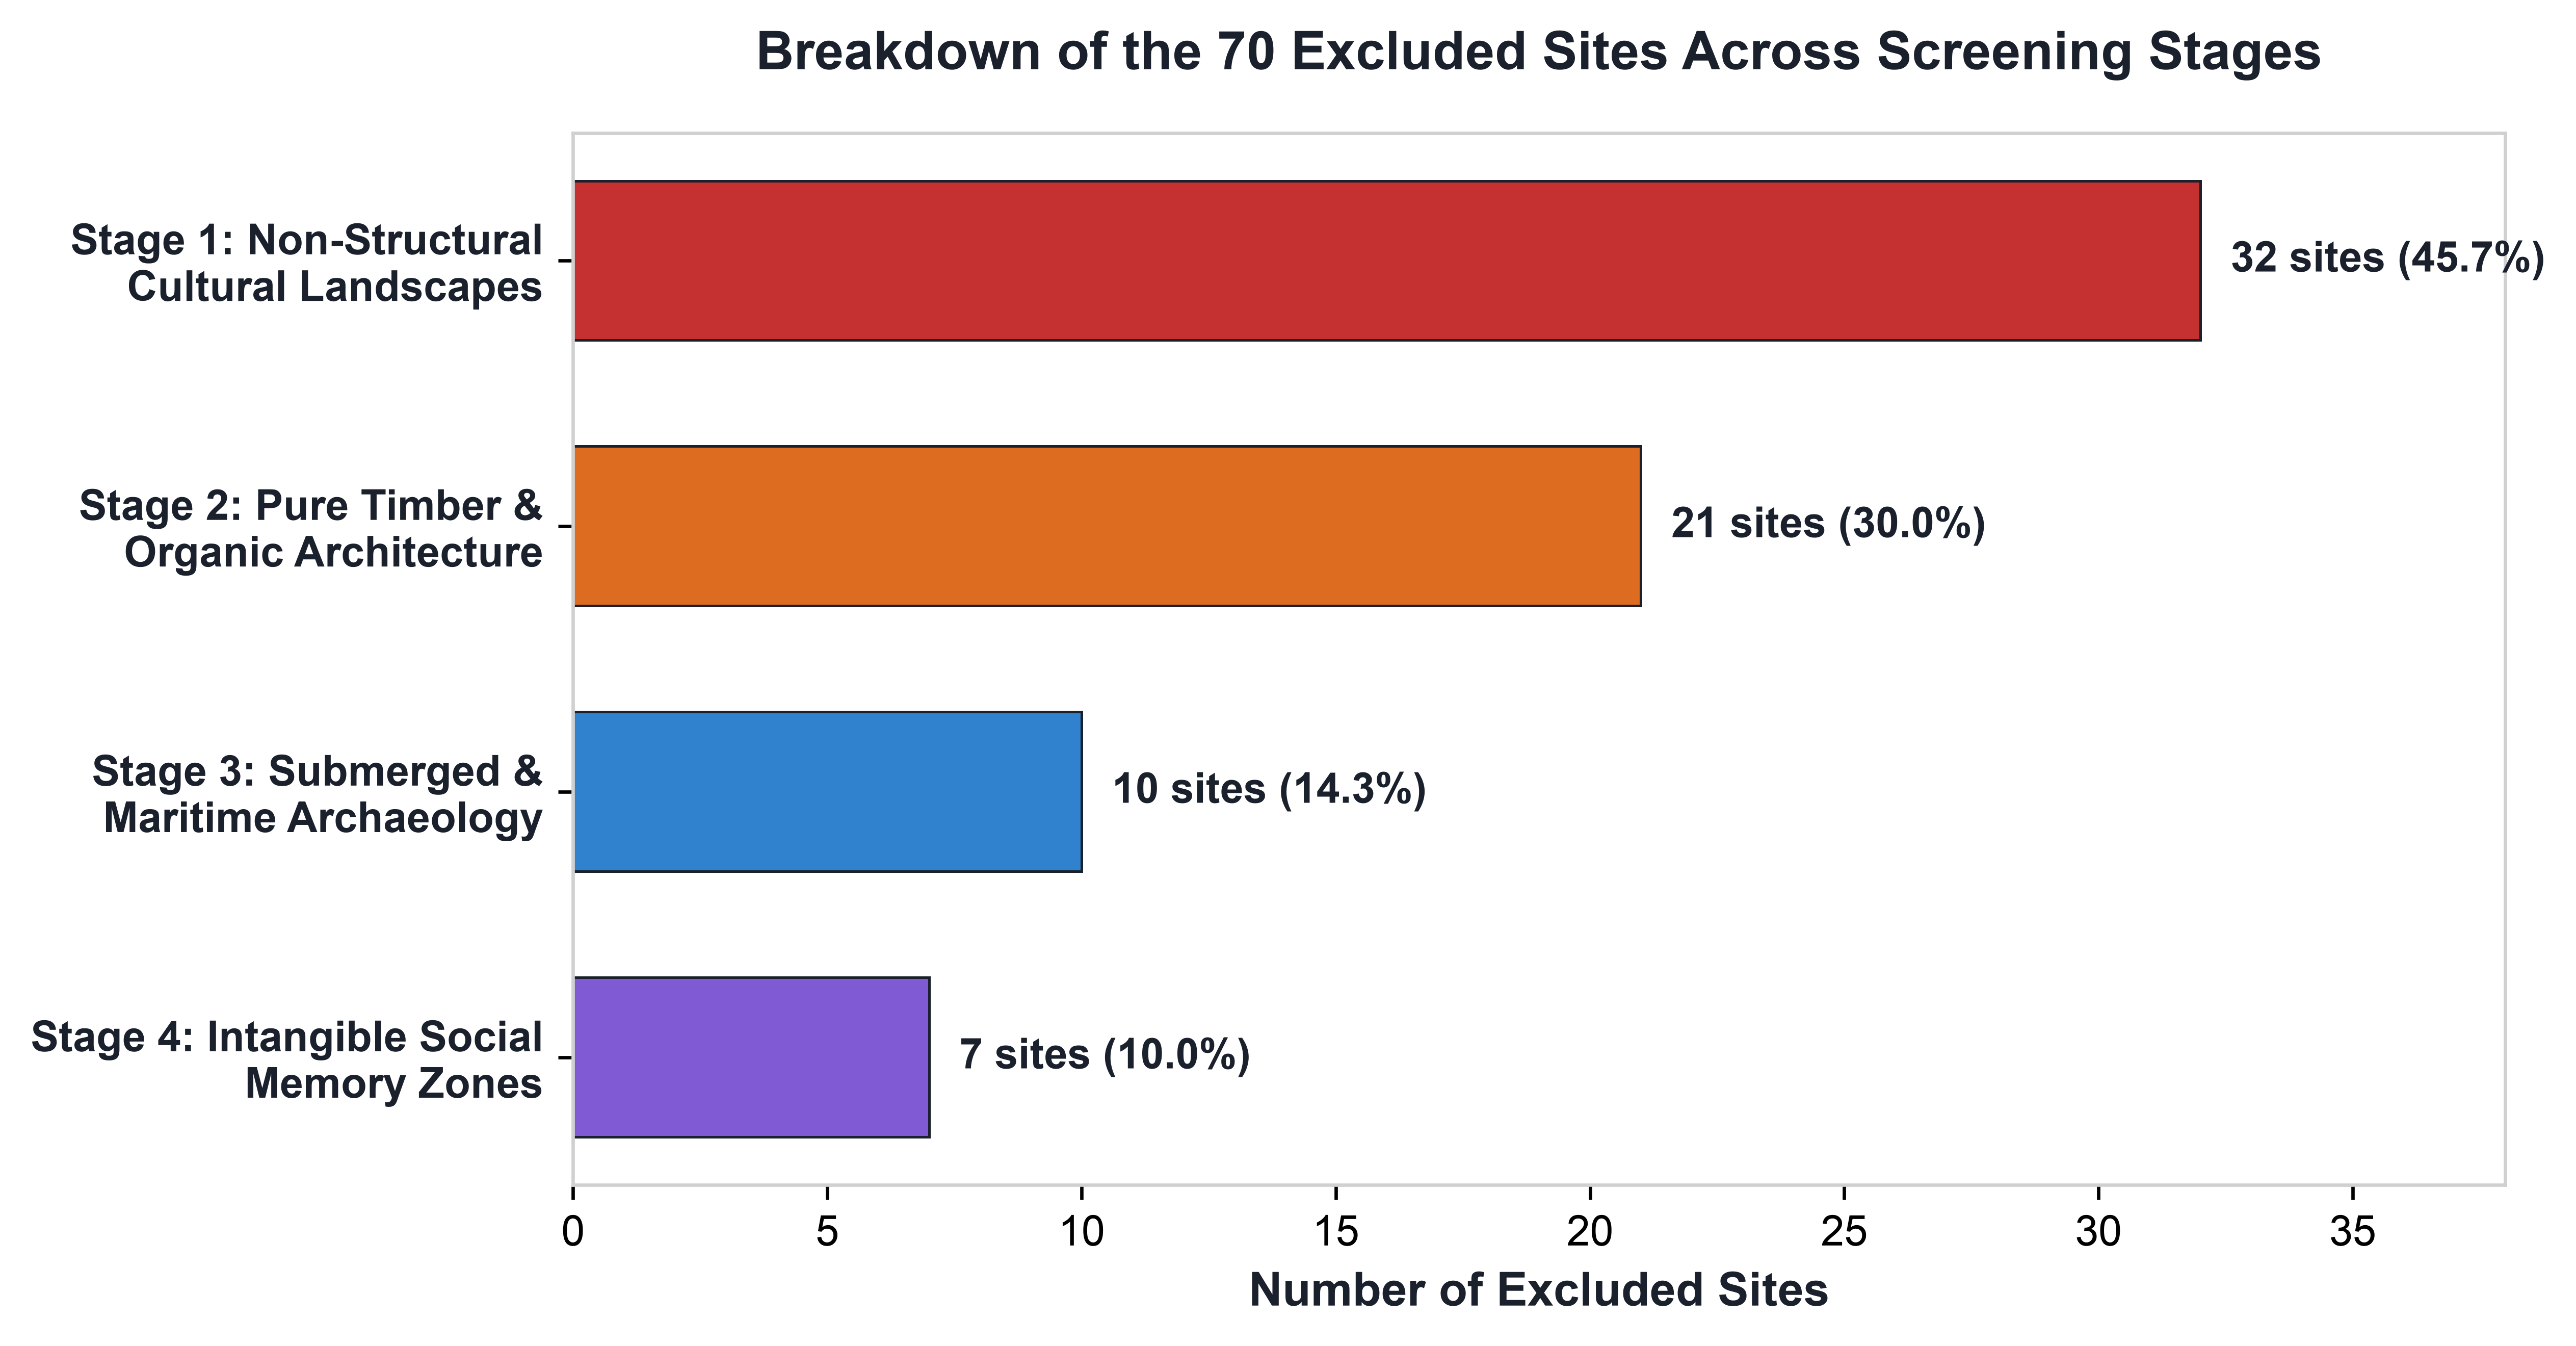 Breakdown of the 70 Excluded Sites Across Screening Stages
Stage 1: Non-Structural
Cultural Landscapes
32 sites (45.7%)
Stage 2: Pure Timber &
Organic Architecture
21 sites (30.0%)
Stage 3: Submerged &
Maritime Archaeology
10 sites (14.3%)
Stage 4: Intangible Social
Memory Zones
7 sites (10.0%)
0 5 10 15 20 25 30 35
Number of Excluded Sites